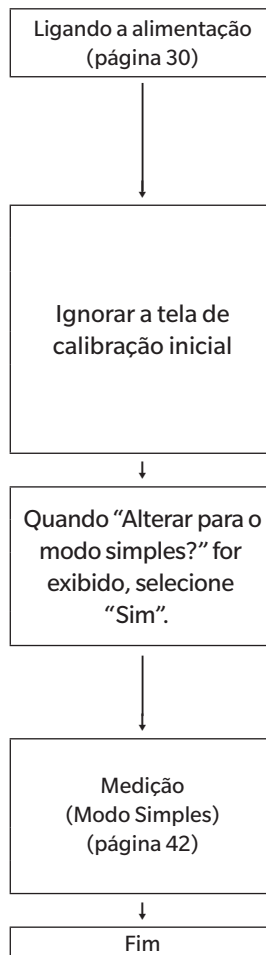 Ligando a alimentação
(página 30)
Ignorar a tela de
calibração inicial
Quando “Alterar para o
modo simples?” for
exibido, selecione
“Sim”.
Medição
(Modo Simples)
(página 42)
Fim